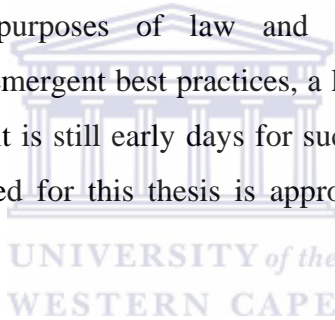 purposes of law and
emergent best practices, a
t is still early days for suc
ed for this thesis is appro
UNIVERSITY of the
WESTERN CAPE